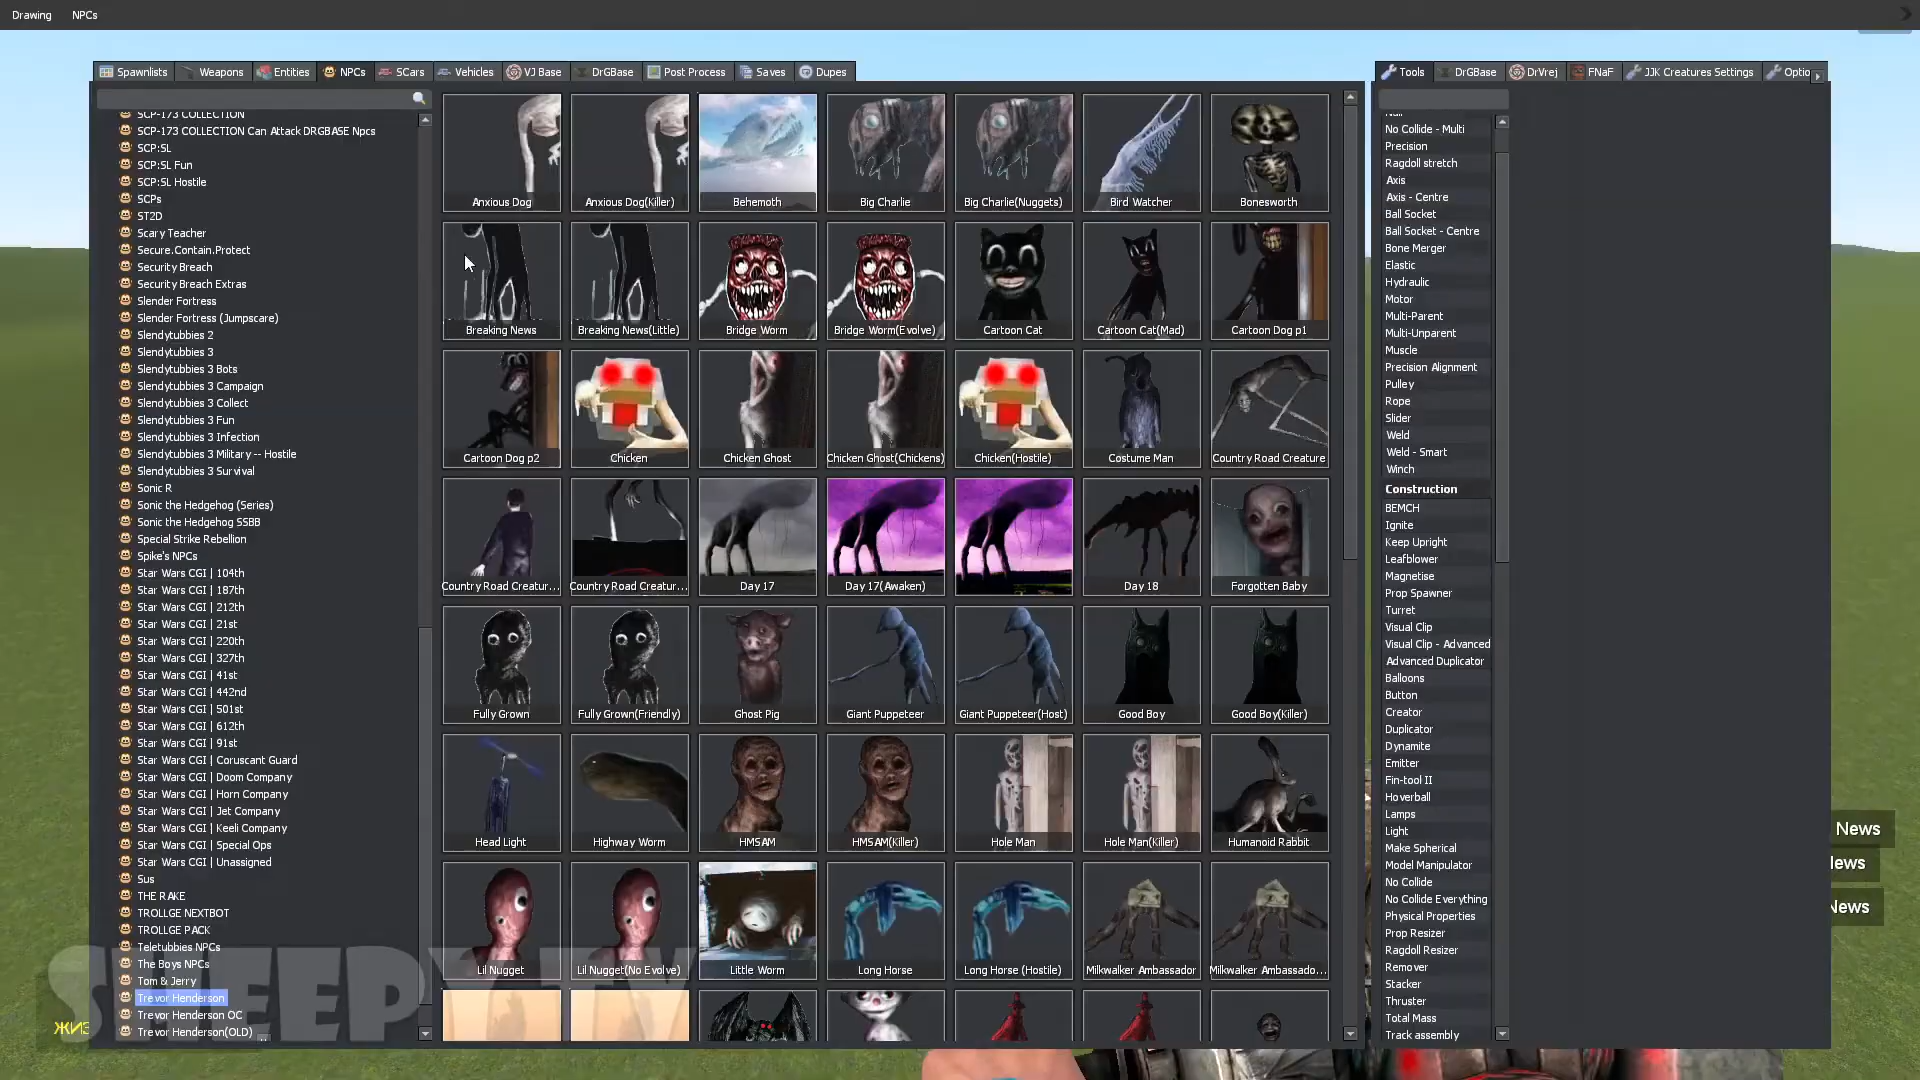 Drawing NPCs
Spawnlists Weapons Entities NPCs SCars Vehicles VJ Base DrGBase Post Process Saves Dupes
Tools DrGBase DrVrej FNaF JJK Creatures Settings Optio
SCP-173 COLLECTION
SCP-173 COLLECTION Can Attack DRGBASE Npcs
SCP:SL
SCP:SL Fun
SCP:SL Hostile
SCPs
ST2D
Scary Teacher
Secure.Contain.Protect
Security Breach
Security Breach Extras
Slender Fortress
Slender Fortress (Jumpscare)
Slendytubbies 2
Slendytubbies 3
Slendytubbies 3 Bots
Slendytubbies 3 Campaign
Slendytubbies 3 Collect
Slendytubbies 3 Fun
Slendytubbies 3 Infection
Slendytubbies 3 Military -- Hostile
Slendytubbies 3 Survival
Sonic R
Sonic the Hedgehog (Series)
Sonic the Hedgehog SSBB
Special Strike Rebellion
Spike's NPCs
Star Wars CGI | 104th
Star Wars CGI | 187th
Star Wars CGI | 212th
Star Wars CGI | 21st
Star Wars CGI | 220th
Star Wars CGI | 327th
Star Wars CGI | 41st
Star Wars CGI | 442nd
Star Wars CGI | 501st
Star Wars CGI | 612th
Star Wars CGI | 91st
Star Wars CGI | Coruscant Guard
Star Wars CGI | Doom Company
Star Wars CGI | Horn Company
Star Wars CGI | Jet Company
Star Wars CGI | Keeli Company
Star Wars CGI | Special Ops
Star Wars CGI | Unassigned
Sus
THE RAKE
TROLLGE NEXTBOT
TROLLGE PACK
Teletubbies NPCs
The Boys NPCs
Tom & Jerry
Trevor Henderson
Trevor Henderson OC
Trevor Henderson(OLD)
SHEEPY TV
ЖИЗ
Anxious Dog Anxious Dog(Killer) Behemoth Big Charlie Big Charlie(Nuggets) Bird Watcher Bonesworth
Breaking News Breaking News(Little) Bridge Worm Bridge Worm(Evolve) Cartoon Cat Cartoon Cat(Mad) Cartoon Dog p1
Cartoon Dog p2 Chicken Chicken Ghost Chicken Ghost(Chickens) Chicken(Hostile) Costume Man Country Road Creature
Country Road Creatur... Country Road Creatur... Day 17 Day 17(Awaken) Day 18 Forgotten Baby
Fully Grown Fully Grown(Friendly) Ghost Pig Giant Puppeteer Giant Puppeteer(Host) Good Boy Good Boy(Killer)
Head Light Highway Worm HMSAM HMSAM(Killer) Hole Man Hole Man(Killer) Humanoid Rabbit
Lil Nugget Lil Nugget(No Evolve) Little Worm Long Horse Long Horse (Hostile) Milkwalker Ambassador Milkwalker Ambassado...
No Collide - Multi
Precision
Ragdoll stretch
Axis
Axis - Centre
Ball Socket
Ball Socket - Centre
Bone Merger
Elastic
Hydraulic
Motor
Multi-Parent
Multi-Unparent
Muscle
Precision Alignment
Pulley
Rope
Slider
Weld
Weld - Smart
Winch
Construction
BEMCH
Ignite
Keep Upright
Leafblower
Magnetise
Prop Spawner
Turret
Visual Clip
Visual Clip - Advanced
Advanced Duplicator
Balloons
Button
Creator
Duplicator
Dynamite
Emitter
Fin-tool II
Hoverball
Lamps
Light
Make Spherical
Model Manipulator
No Collide
No Collide Everything
Physical Properties
Prop Resizer
Ragdoll Resizer
Remover
Stacker
Thruster
Total Mass
Track assembly
News
News
News